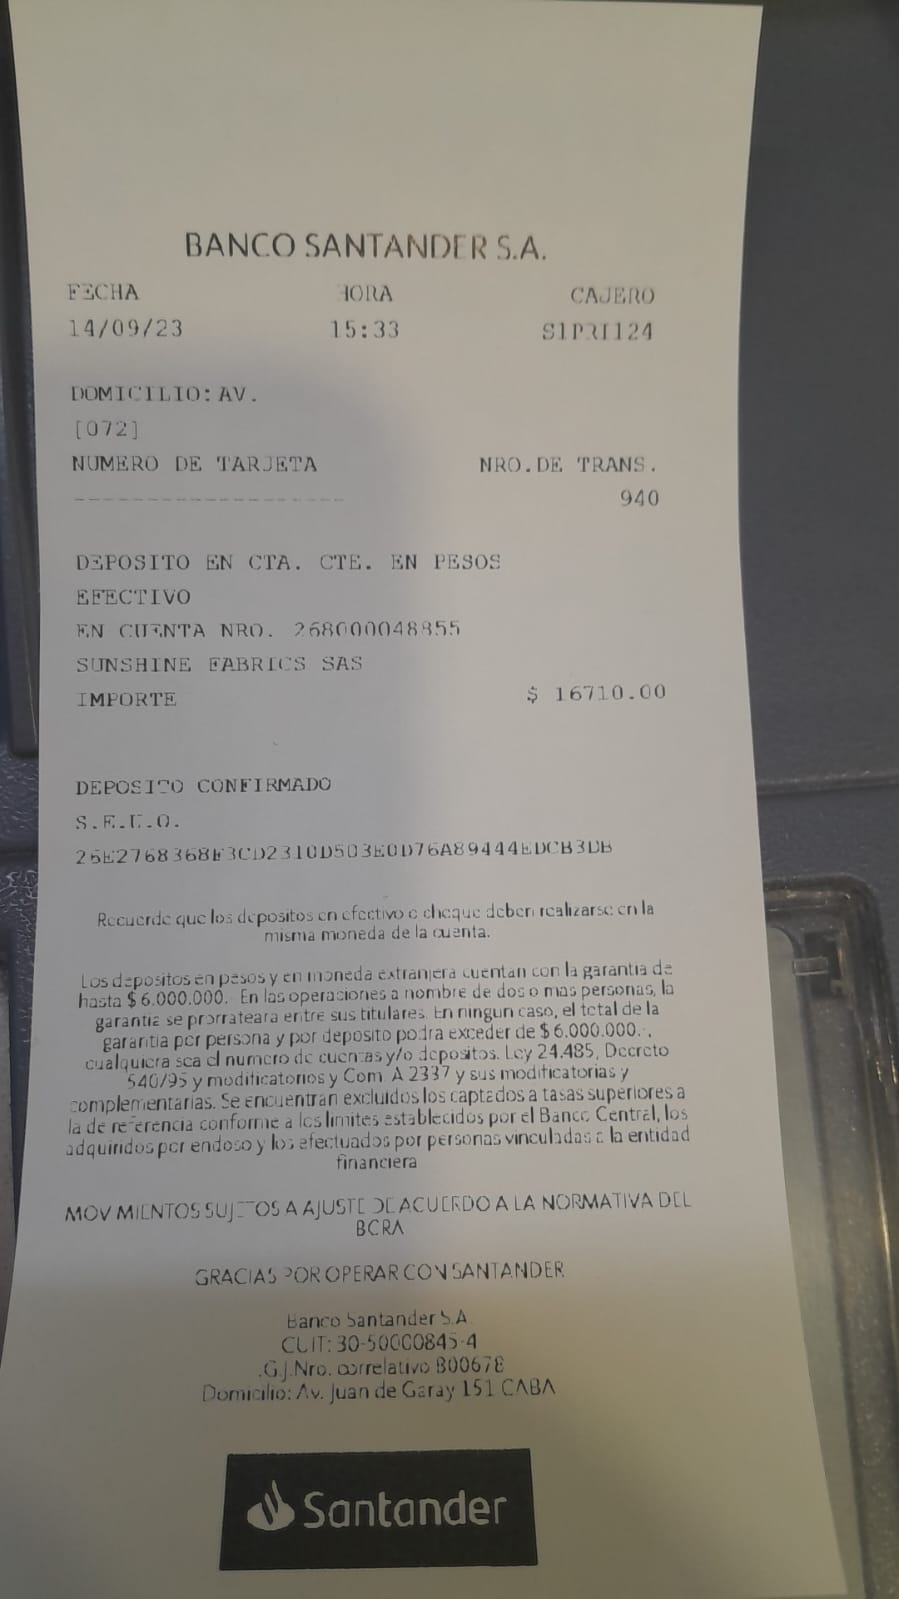 BANCO SANTANDER S.A.
FECHA HORA CAJERO
14/09/23 15:33 S1PRI124
DOMICILIO: AV.
[072]
NUMERO DE TARJETA NRO.DE TRANS.
------------------- 940
DEPOSITO EN CTA. CTE. EN PESOS
EFECTIVO
EN CUENTA NRO. 268000048855
SUNSHINE FABRICS SAS
IMPORTE $ 16710.00
DEPOSITO CONFIRMADO
S.E.U.O.
Recuerde que los depositos en efectivo o cheque deben realizarse en la
misma moneda de la cuenta.
Los depositos en pesos y en moneda extranjera cuentan con la garantia de
hasta $ 6.000.000.- En las operaciones a nombre de dos o mas personas, la
garantia se prorrateara entre sus titulares. En ningun caso, el total de la
garantia por persona y por deposito podra exceder de $ 6.000.000.-,
cualquiera sea el numero de cuentas y/o depositos. Ley 24.485, Decreto
540/95 y modificatorios y Com. A 2337 y sus modificatorias y
complementarias. Se encuentran excluidos los captados a tasas superiores a
la de referencia conforme a los limites establecidos por el Banco Central, los
adquiridos por endoso y los efectuados por personas vinculadas a la entidad
financiera
MOVIMIENTOS SUJETOS A AJUSTE DE ACUERDO A LA NORMATIVA DEL
BCRA
GRACIAS POR OPERAR CON SANTANDER
Banco Santander S.A.
CUIT: 30-50000845-4
.G.J.Nro. correlativo 800678
Domicilio: Av. Juan de Garay 151 CABA
Santander